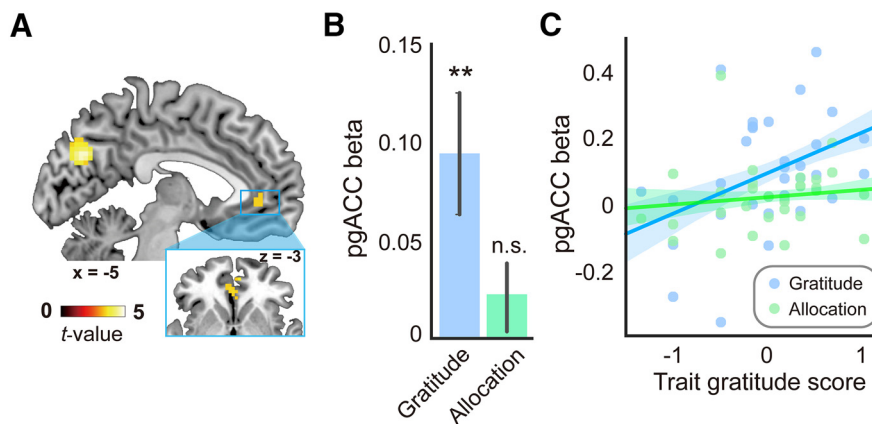 A
x = -5
z = -3
0
5
t-value
B
pgACC beta
0.15
0.10
0.05
0
**
n.s.
Gratitude
Allocation
C
pgACC beta
0.4
0.2
0
-0.2
Gratitude
Allocation
-1
0
1
Trait gratitude score